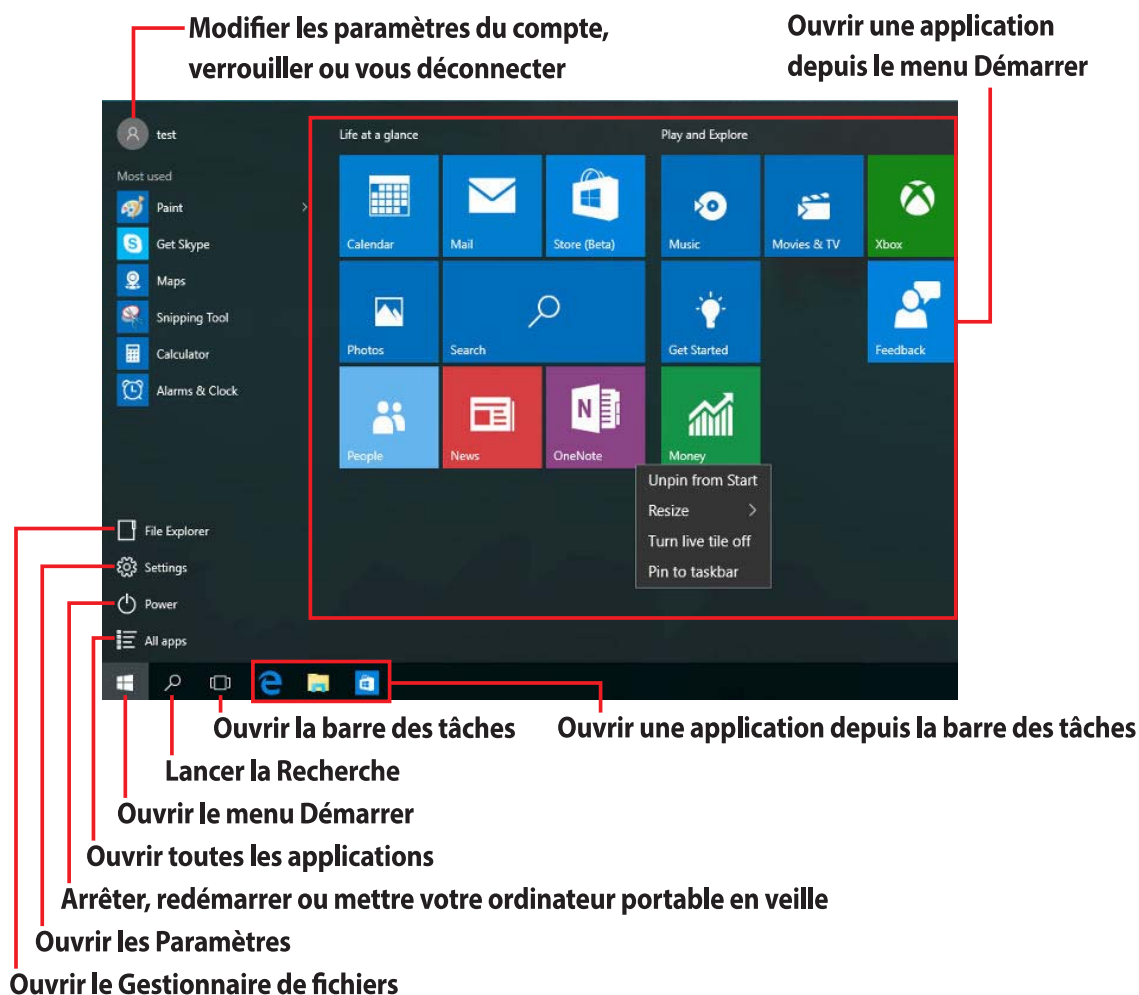 Modifier les paramètres du compte,
verrouiller ou vous déconnecter
Ouvrir une application
depuis le menu Démarrer
test
Most used
Paint
Get Skype
Maps
Snipping Tool
Calculator
Alarms & Clock
File Explorer
Settings
Power
All apps
Life at a glance
Calendar
Mail
Store (Beta)
Photos
Search
People
News
N
OneNote
Play and Explore
Music
Movies & TV
Xbox
Get Started
Feedback
Money
Unpin from Start
Resize
Turn live tile off
Pin to taskbar
Ouvrir la barre des tâches
Ouvrir une application depuis la barre des tâches
Lancer la Recherche
Ouvrir le menu Démarrer
Ouvrir toutes les applications
Arrêter, redémarrer ou mettre votre ordinateur portable en veille
Ouvrir les Paramètres
Ouvrir le Gestionnaire de fichiers